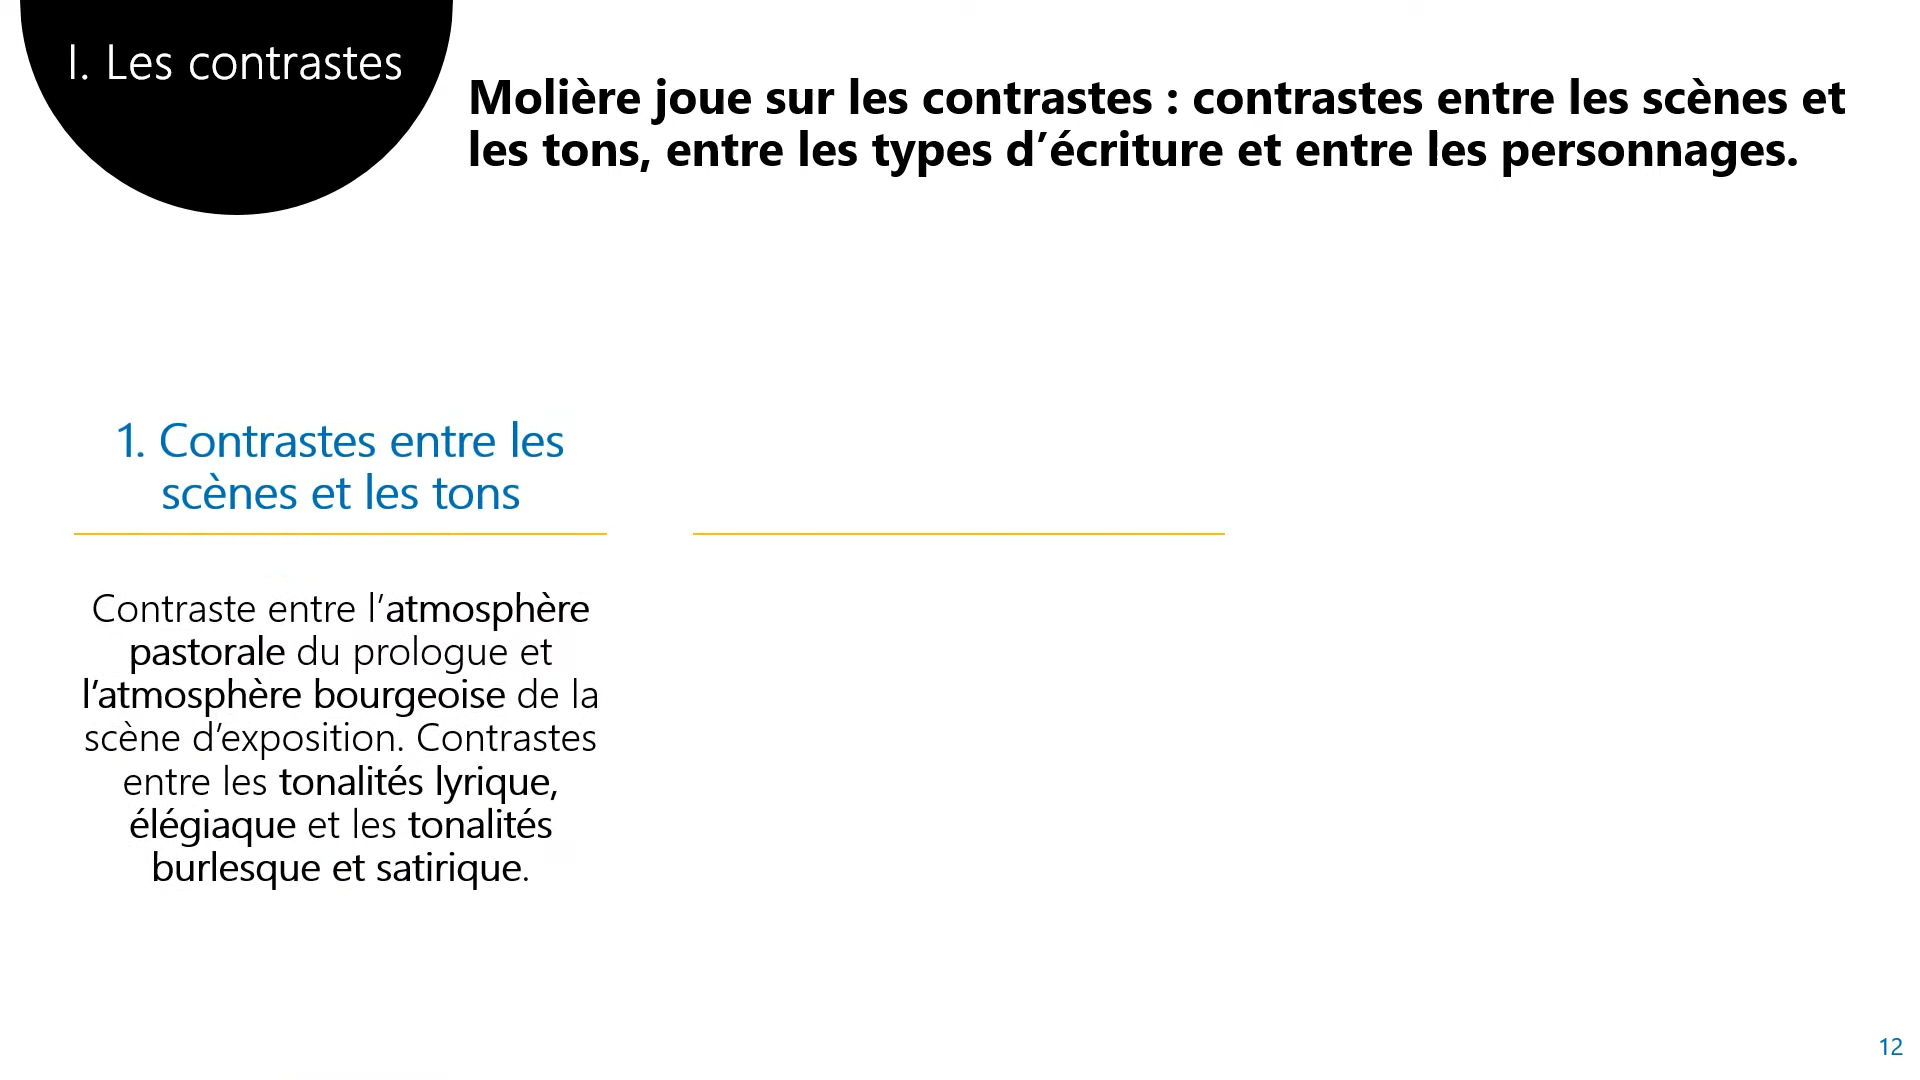 I. Les contrastes
Molière joue sur les contrastes : contrastes entre les scènes et
les tons, entre les types d’écriture et entre les personnages.
1. Contrastes entre les
scènes et les tons
Contraste entre l’atmosphère
pastorale du prologue et
l’atmosphère bourgeoise de la
scène d’exposition. Contrastes
entre les tonalités lyrique,
élégiaque et les tonalités
burlesque et satirique.
12